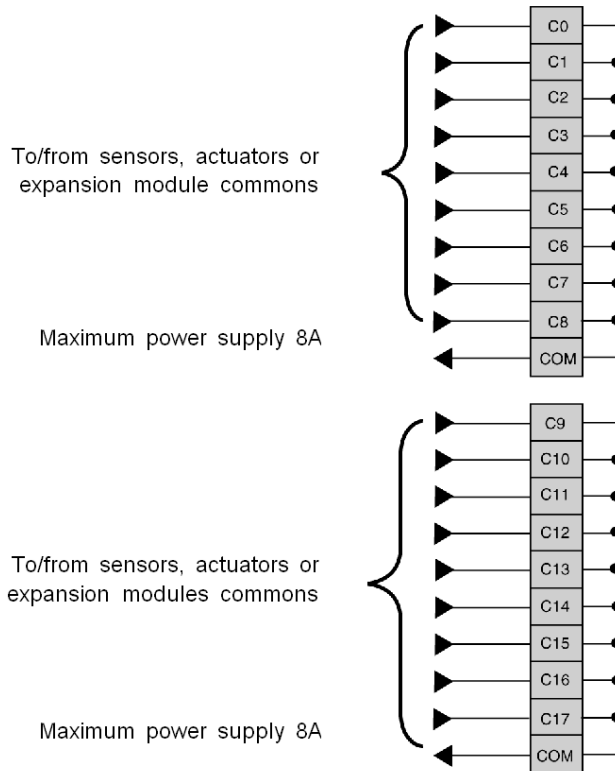 C0
C1
C2
C3
To/from sensors, actuators or
expansion module commons
C4
C5
C6
C7
C8
Maximum power supply 8A
COM
C9
C10
C11
C12
To/from sensors, actuators or
expansion modules commons
C13
C14
C15
C16
C17
Maximum power supply 8A
COM